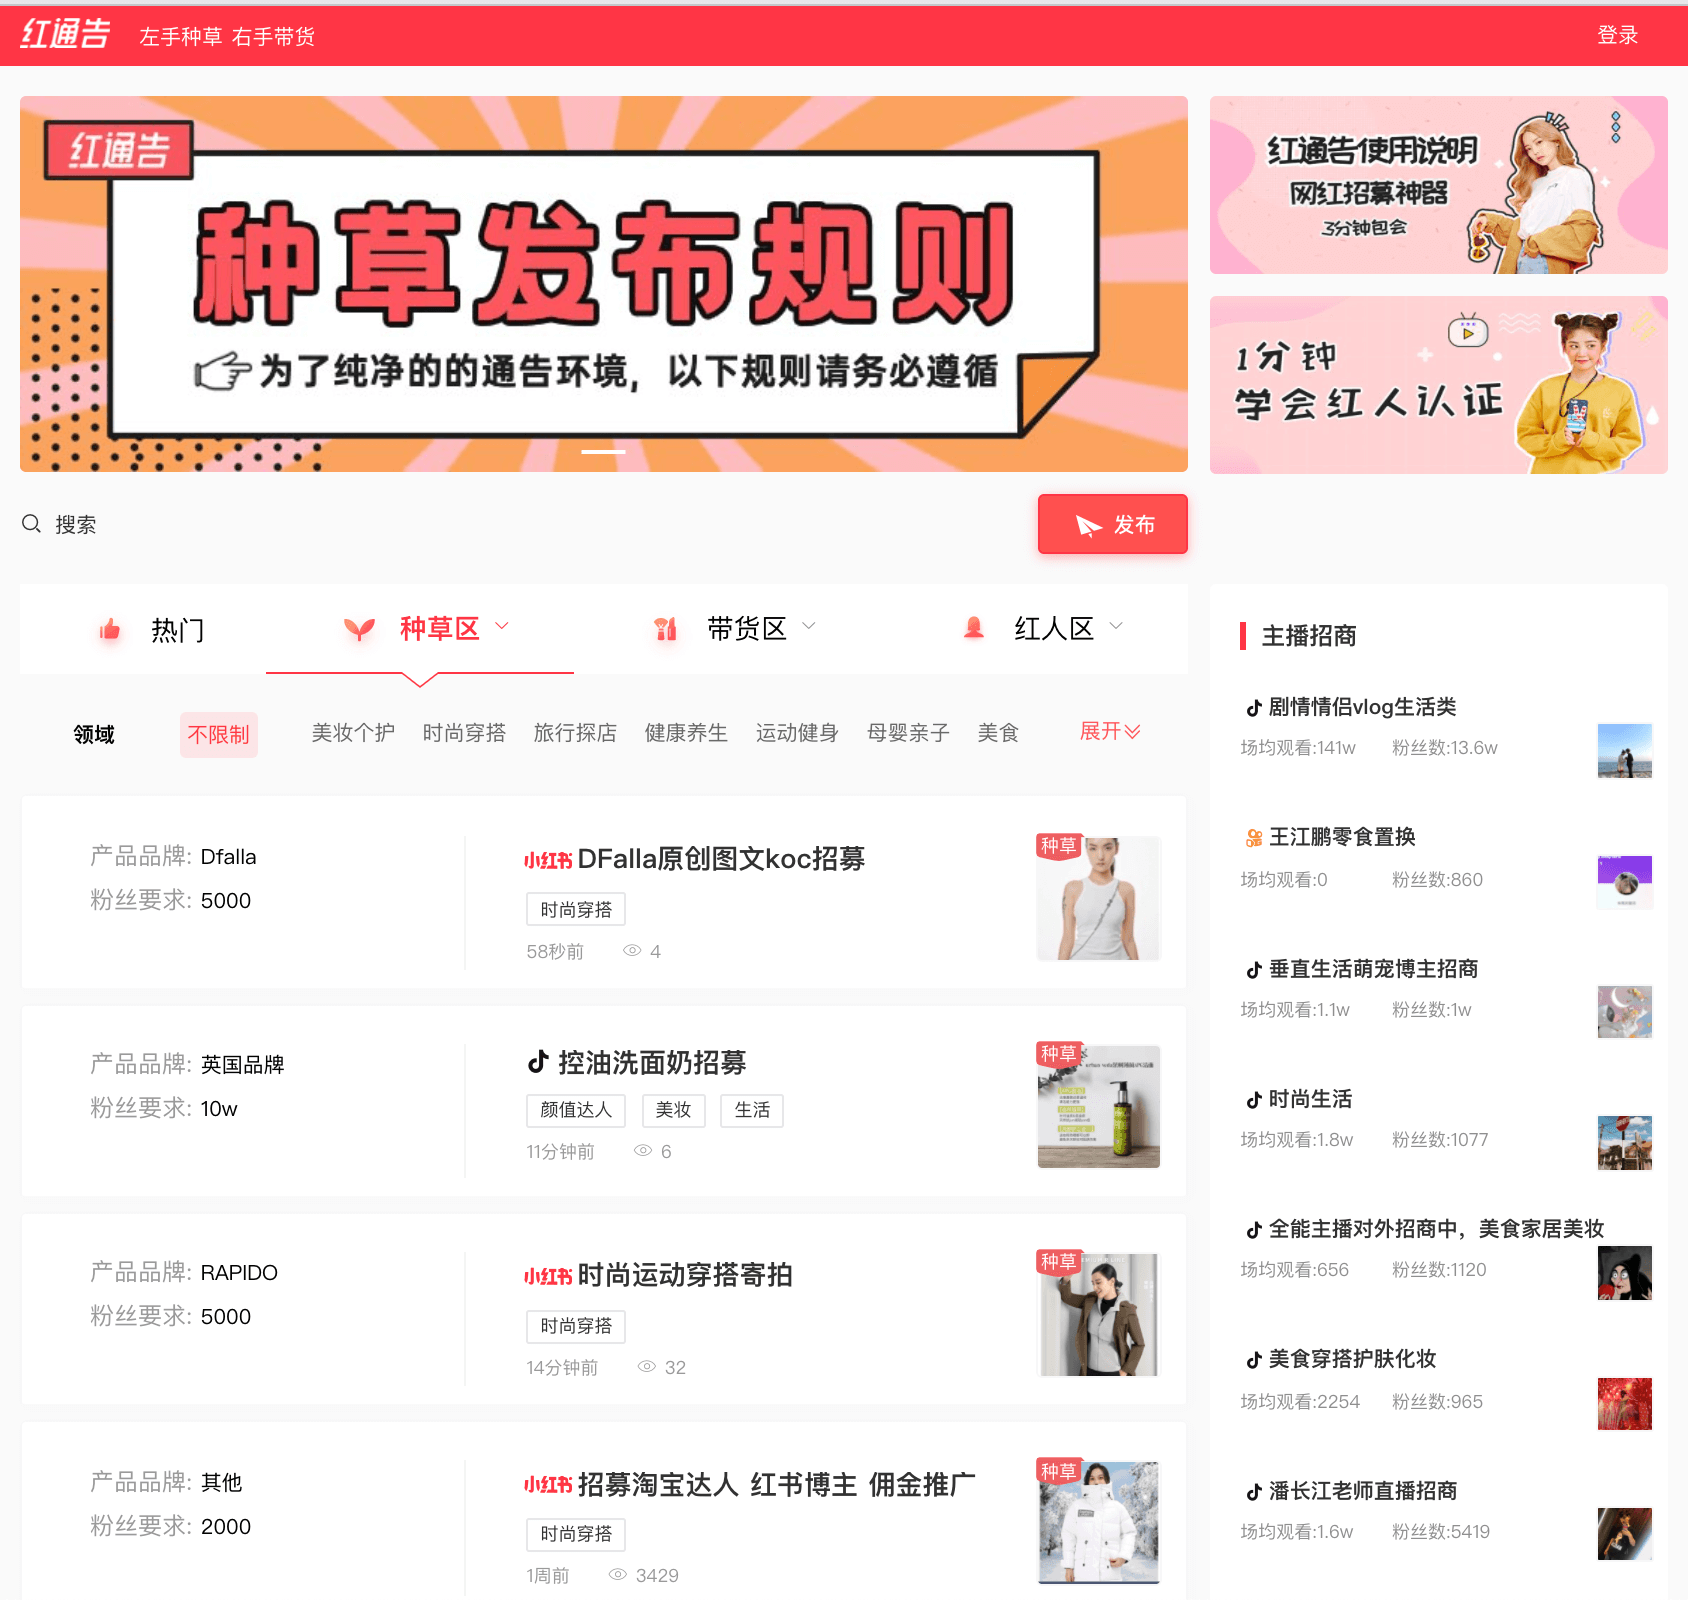 红通告 左手种草 右手带货 登录
红通告
种草发布规则
为了纯净的的通告环境，以下规则请务必遵循
红通告使用说明
网红招募神器
3分钟包会
1分钟
学会红人认证
搜索
发布
热门 种草区 带货区 红人区
领域 不限制 美妆个护 时尚穿搭 旅行探店 健康养生 运动健身 母婴亲子 美食 展开
产品品牌: Dfalla
粉丝要求: 5000
小红书 DFalla原创图文koc招募
时尚穿搭
58秒前 4
种草
产品品牌: 英国品牌
粉丝要求: 10w
控油洗面奶招募
颜值达人 美妆 生活
11分钟前 6
种草
产品品牌: RAPIDO
粉丝要求: 5000
小红书 时尚运动穿搭寄拍
时尚穿搭
14分钟前 32
种草
产品品牌: 其他
粉丝要求: 2000
小红书 招募淘宝达人 红书博主 佣金推广
时尚穿搭
1周前 3429
种草
主播招商
剧情情侣vlog生活类
场均观看:141w 粉丝数:13.6w
王江鹏零食置换
场均观看:0 粉丝数:860
垂直生活萌宠博主招商
场均观看:1.1w 粉丝数:1w
时尚生活
场均观看:1.8w 粉丝数:1077
全能主播对外招商中，美食家居美妆
场均观看:656 粉丝数:1120
美食穿搭护肤化妆
场均观看:2254 粉丝数:965
潘长江老师直播招商
场均观看:1.6w 粉丝数:5419